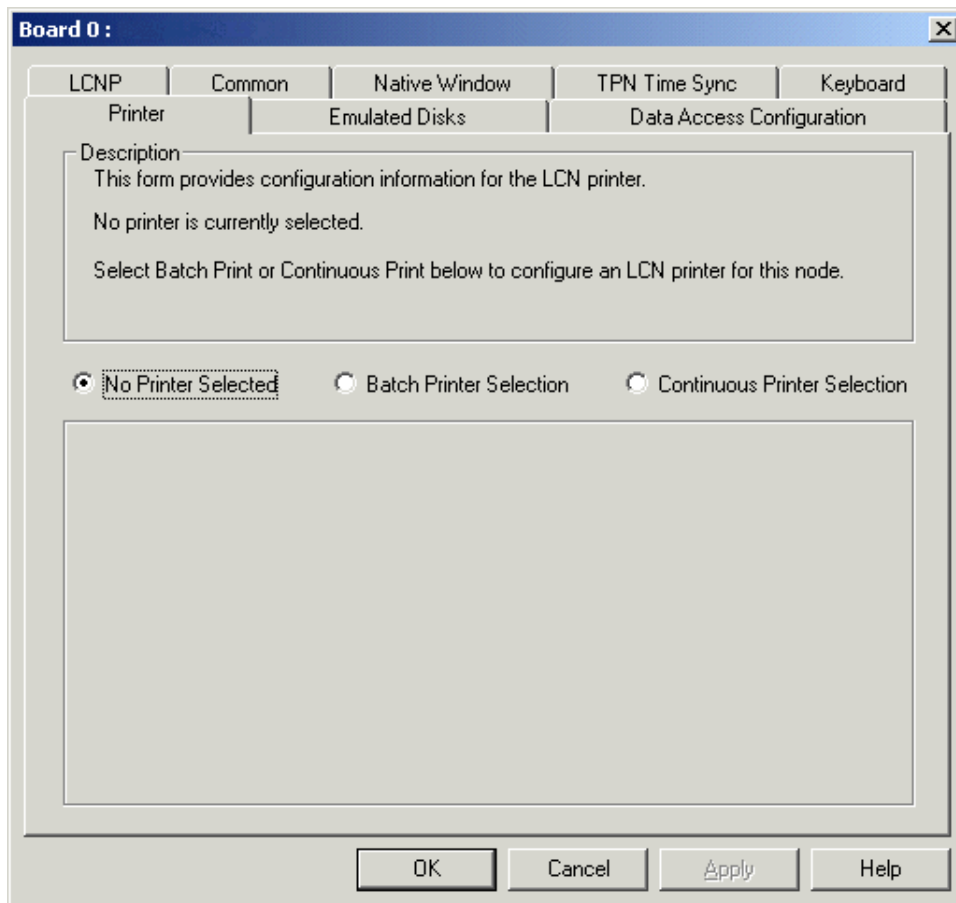 Board 0 :
LCNP Common Native Window TPN Time Sync Keyboard
Printer Emulated Disks Data Access Configuration
Description
This form provides configuration information for the LCN printer.
No printer is currently selected.
Select Batch Print or Continuous Print below to configure an LCN printer for this node.
No Printer Selected Batch Printer Selection Continuous Printer Selection
OK Cancel Apply Help